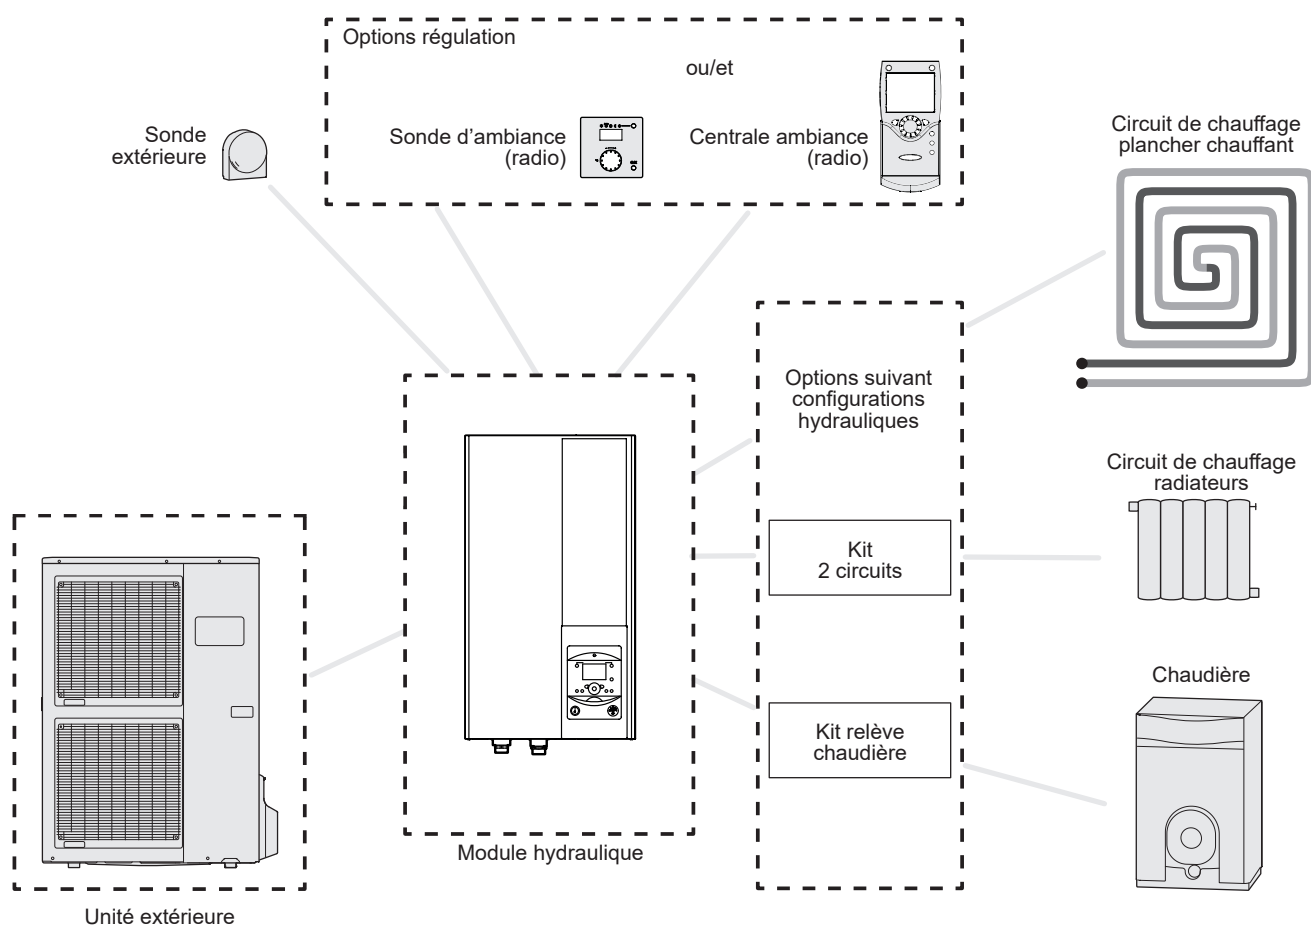 Options régulation
ou/et
Sonde
extérieure
Sonde d'ambiance
(radio)
Centrale ambiance
(radio)
Circuit de chauffage
plancher chauffant
Options suivant
configurations
hydrauliques
Circuit de chauffage
radiateurs
Kit
2 circuits
Chaudière
Kit relève
chaudière
Module hydraulique
Unité extérieure